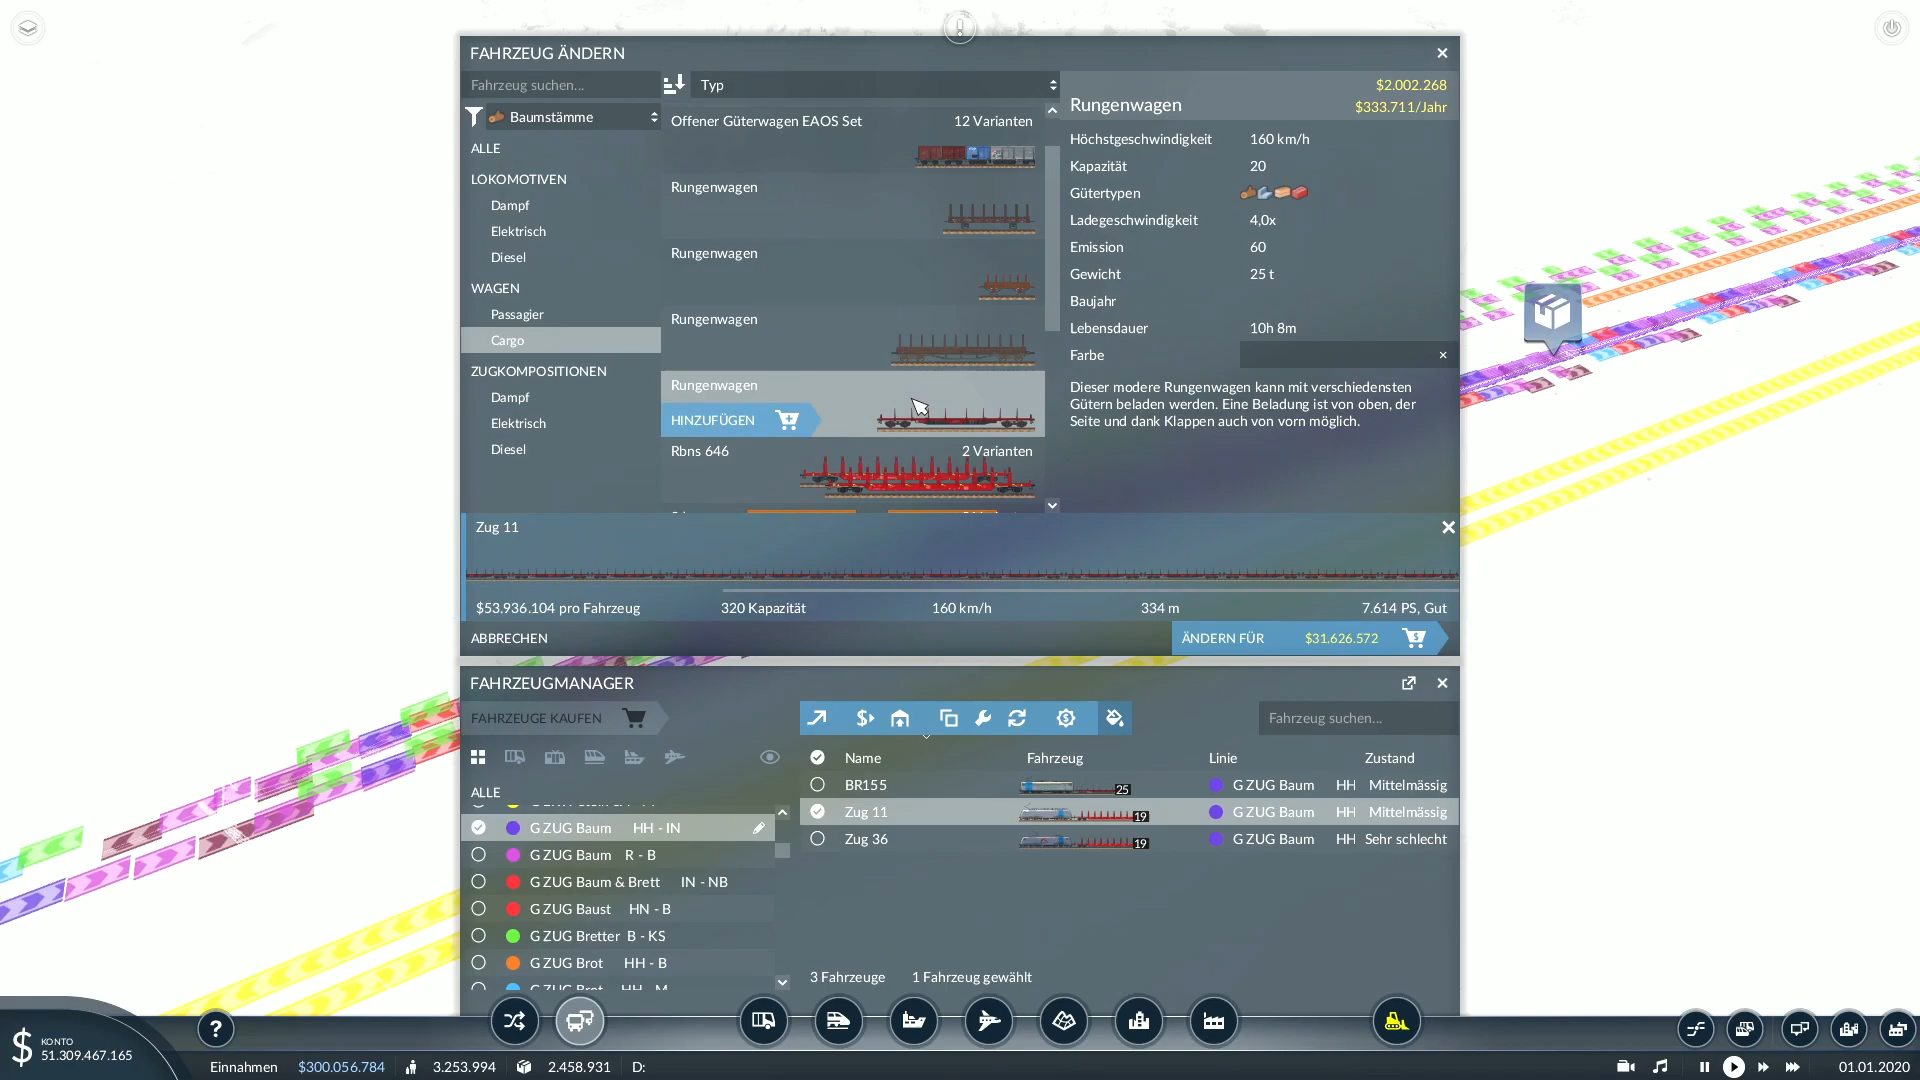 FAHRZEUG ÄNDERN
Fahrzeug suchen...
Typ
Baumstämme
ALLE
LOKOMOTIVEN
Dampf
Elektrisch
Diesel
WAGEN
Passagier
Cargo
ZUGKOMPOSITIONEN
Dampf
Elektrisch
Diesel
Offener Güterwagen EAOS Set 12 Varianten
Rungenwagen
Rungenwagen
Rungenwagen
Rungenwagen
HINZUFÜGEN
Rbns 646 2 Varianten
$2.002.268
Rungenwagen $333.711/Jahr
Höchstgeschwindigkeit 160 km/h
Kapazität 20
Gütertypen
Ladegeschwindigkeit 4,0x
Emission 60
Gewicht 25 t
Baujahr
Lebensdauer 10h 8m
Farbe
Dieser modere Rungenwagen kann mit verschiedensten
Gütern beladen werden. Eine Beladung ist von oben, der
Seite und dank Klappen auch von vorn möglich.
Zug 11
$53.936.104 pro Fahrzeug 320 Kapazität 160 km/h 334 m 7.614 PS, Gut
ABBRECHEN ÄNDERN FÜR $31.626.572
FAHRZEUGMANAGER
FAHRZEUGE KAUFEN
Fahrzeug suchen...
ALLE
G ZUG Baum HH - IN
G ZUG Baum R - B
G ZUG Baum & Brett IN - NB
G ZUG Baust HN - B
G ZUG Bretter B - KS
G ZUG Brot HH - B
G ZUG Brot HH - M
Name Fahrzeug Linie Zustand
BR155 25 G ZUG Baum HH Mittelmässig
Zug 11 19 G ZUG Baum HH Mittelmässig
Zug 36 19 G ZUG Baum HH Sehr schlecht
3 Fahrzeuge 1 Fahrzeug gewählt
?
$ KONTO
51.309.467.165
Einnahmen $300.056.784 3.253.994 2.458.931 D:
01.01.2020